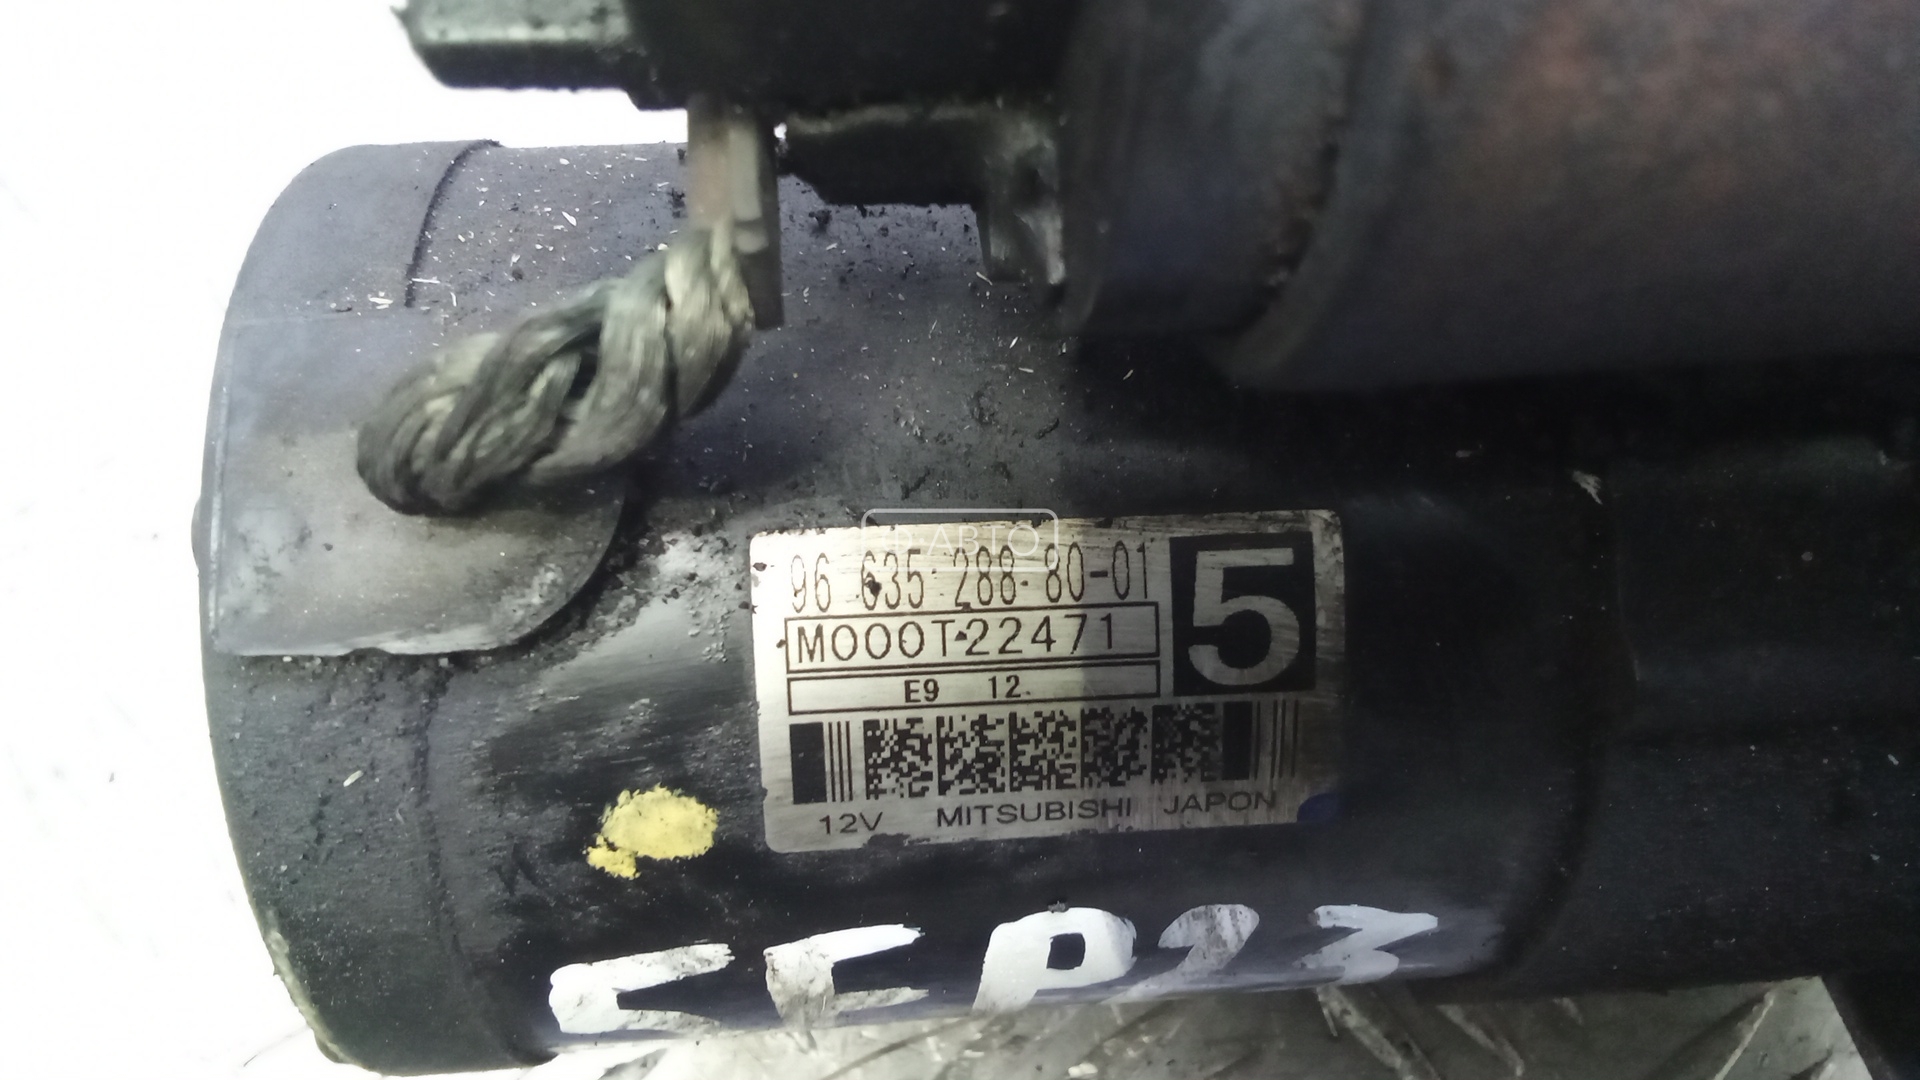 96 635 288 80-01
M000T22471
5
E9 12
12V MITSUBISHI JAPON